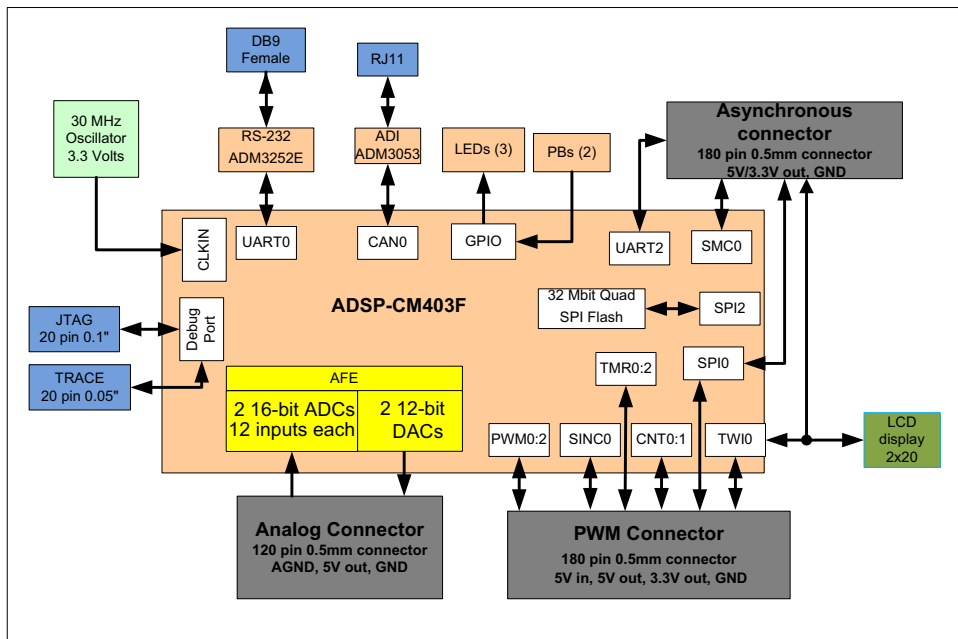 DB9
Female
RJ11
30 MHz
Oscillator
3.3 Volts
RS-232
ADM3252E
ADI
ADM3053
LEDs (3)
PBs (2)
Asynchronous
connector
180 pin 0.5mm connector
5V/3.3V out, GND
CLKIN
UART0
CAN0
GPIO
UART2
SMC0
ADSP-CM403F
32 Mbit Quad
SPI Flash
SPI2
JTAG
20 pin 0.1"
Debug
Port
TRACE
20 pin 0.05"
TMR0:2
SPI0
AFE
2 16-bit ADCs
12 inputs each
2 12-bit
DACs
PWM0:2
SINC0
CNT0:1
TWI0
LCD
display
2x20
Analog Connector
120 pin 0.5mm connector
AGND, 5V out, GND
PWM Connector
180 pin 0.5mm connector
5V in, 5V out, 3.3V out, GND